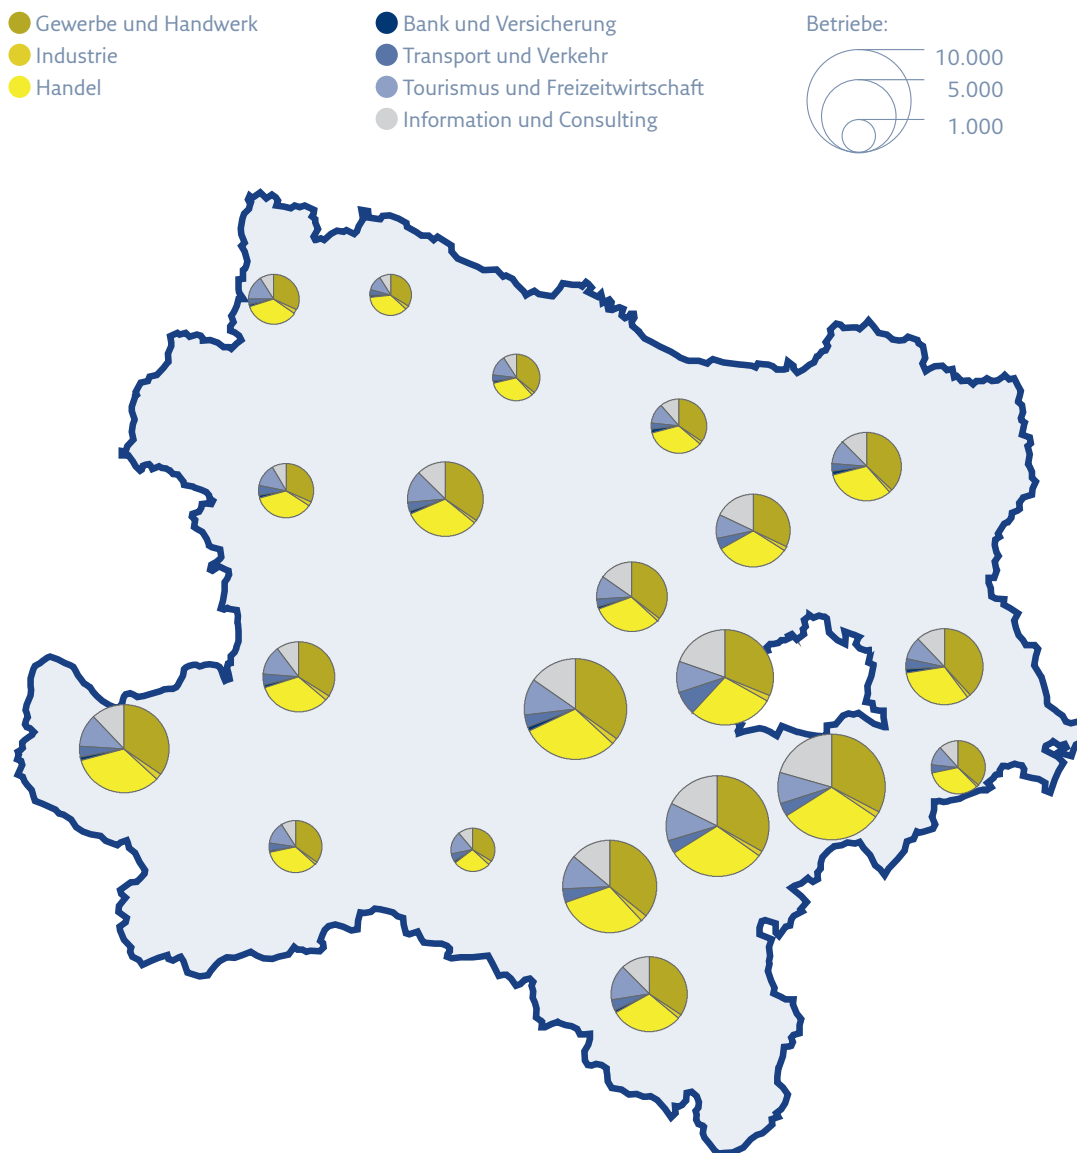 Gewerbe und Handwerk
Industrie
Handel
Bank und Versicherung
Transport und Verkehr
Tourismus und Freizeitwirtschaft
Information und Consulting
Betriebe:
10.000
5.000
1.000